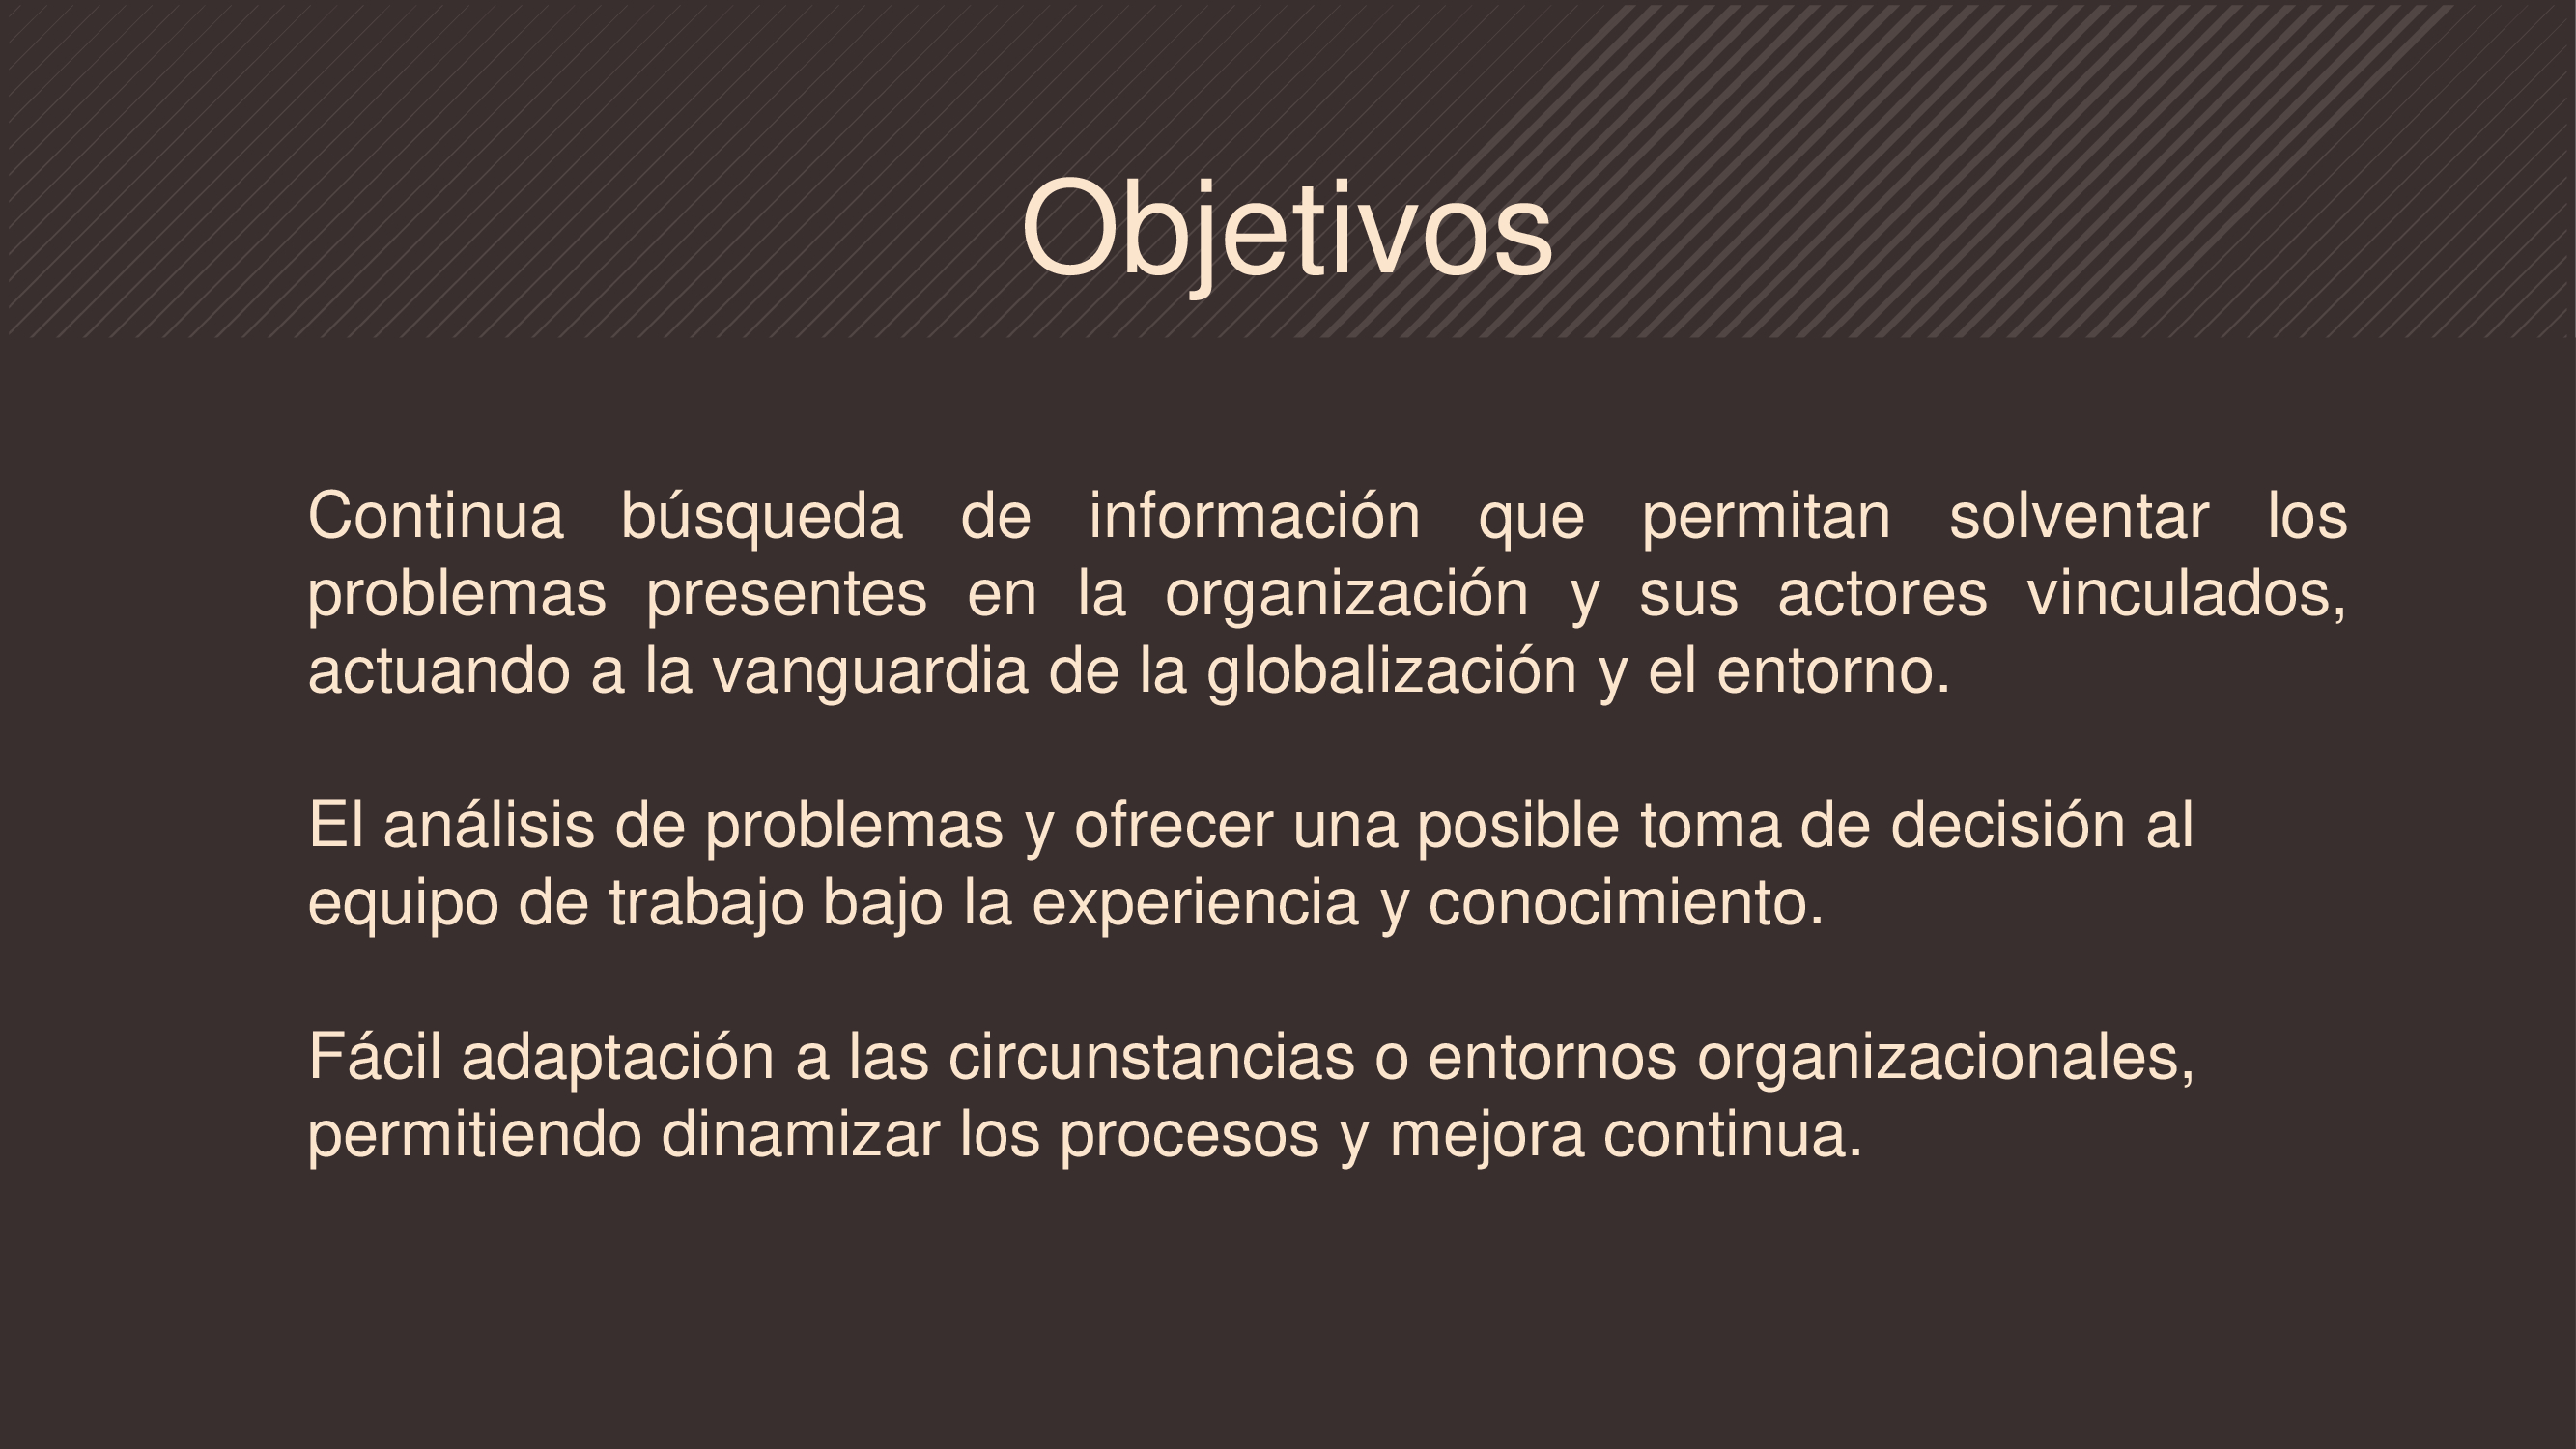 Objetivos
Continua búsqueda de información que permitan solventar los
problemas presentes en la organización y sus actores vinculados,
actuando a la vanguardia de la globalización y el entorno.
El análisis de problemas y ofrecer una posible toma de decisión al
equipo de trabajo bajo la experiencia y conocimiento.
Fácil adaptación a las circunstancias o entornos organizacionales,
permitiendo dinamizar los procesos y mejora continua.